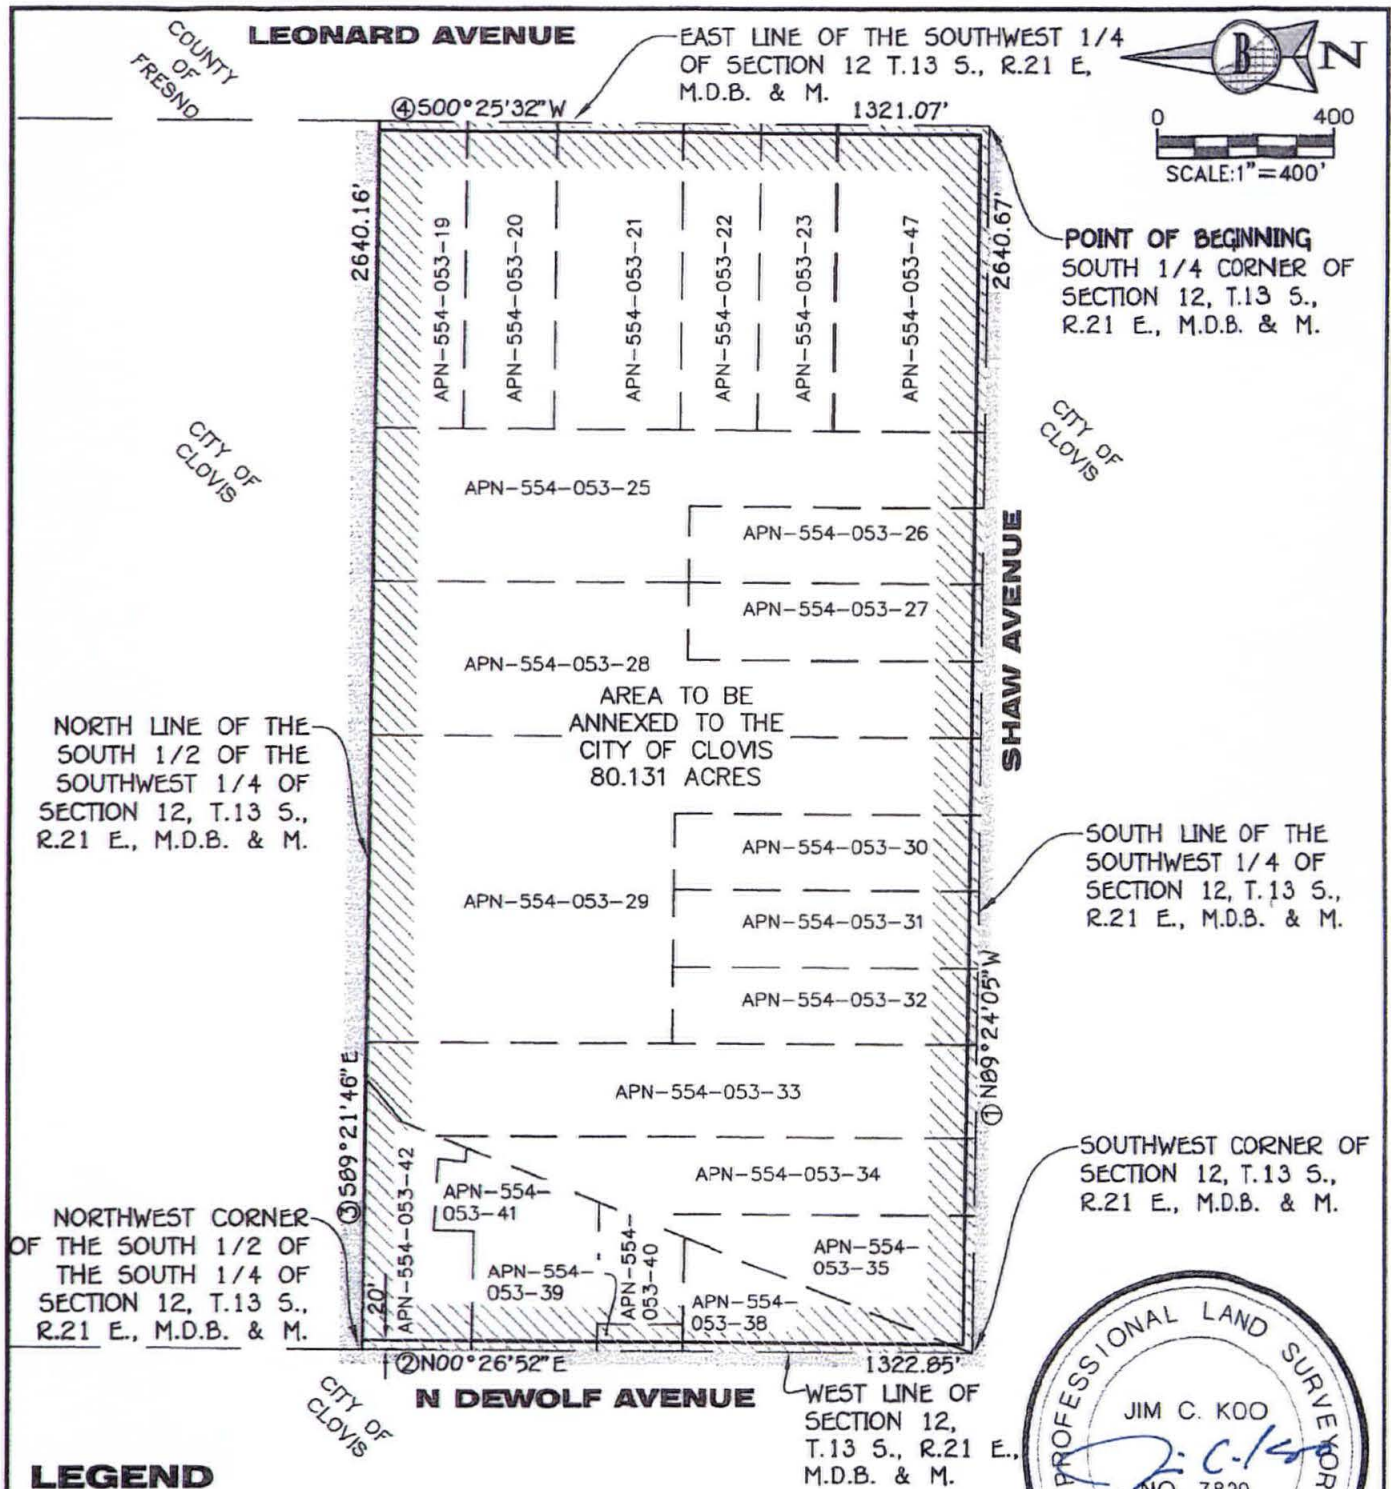 LEONARD AVENUE
COUNTY
OF
FRESNO
EAST LINE OF THE SOUTHWEST 1/4
OF SECTION 12 T.13 S., R.21 E,
M.D.B. & M.
B
N
0 400
SCALE:1"=400'
④S00°25'32"W
1321.07'
2640.16'
2640.67'
POINT OF BEGINNING
SOUTH 1/4 CORNER OF
SECTION 12, T.13 S.,
R.21 E., M.D.B. & M.
APN-554-053-19
APN-554-053-20
APN-554-053-21
APN-554-053-22
APN-554-053-23
APN-554-053-47
CITY OF
CLOVIS
CITY OF
CLOVIS
APN-554-053-25
APN-554-053-26
APN-554-053-27
APN-554-053-28
SHAW AVENUE
AREA TO BE
ANNEXED TO THE
CITY OF CLOVIS
80.131 ACRES
NORTH LINE OF THE
SOUTH 1/2 OF THE
SOUTHWEST 1/4 OF
SECTION 12, T.13 S.,
R.21 E., M.D.B. & M.
APN-554-053-30
APN-554-053-29
APN-554-053-31
APN-554-053-32
SOUTH LINE OF THE
SOUTHWEST 1/4 OF
SECTION 12, T.13 S.,
R.21 E., M.D.B. & M.
①N89°24'05"W
③S89°21'46"E
APN-554-053-33
APN-554-053-34
APN-554-053-42
APN-554-
053-41
SOUTHWEST CORNER OF
SECTION 12, T.13 S.,
R.21 E., M.D.B. & M.
NORTHWEST CORNER
OF THE SOUTH 1/2 OF
THE SOUTH 1/4 OF
SECTION 12, T.13 S.,
R.21 E., M.D.B. & M.
20'
APN-554-
053-39
APN-554-
053-40
APN-554-
053-38
APN-554-
053-35
②N00°26'52"E
1322.85'
N DEWOLF AVENUE
WEST LINE OF
SECTION 12,
T.13 S., R.21 E.,
M.D.B. & M.
CITY OF
CLOVIS
PROFESSIONAL LAND SURVEYOR
JIM C. KOO
NO. 7829
LEGEND